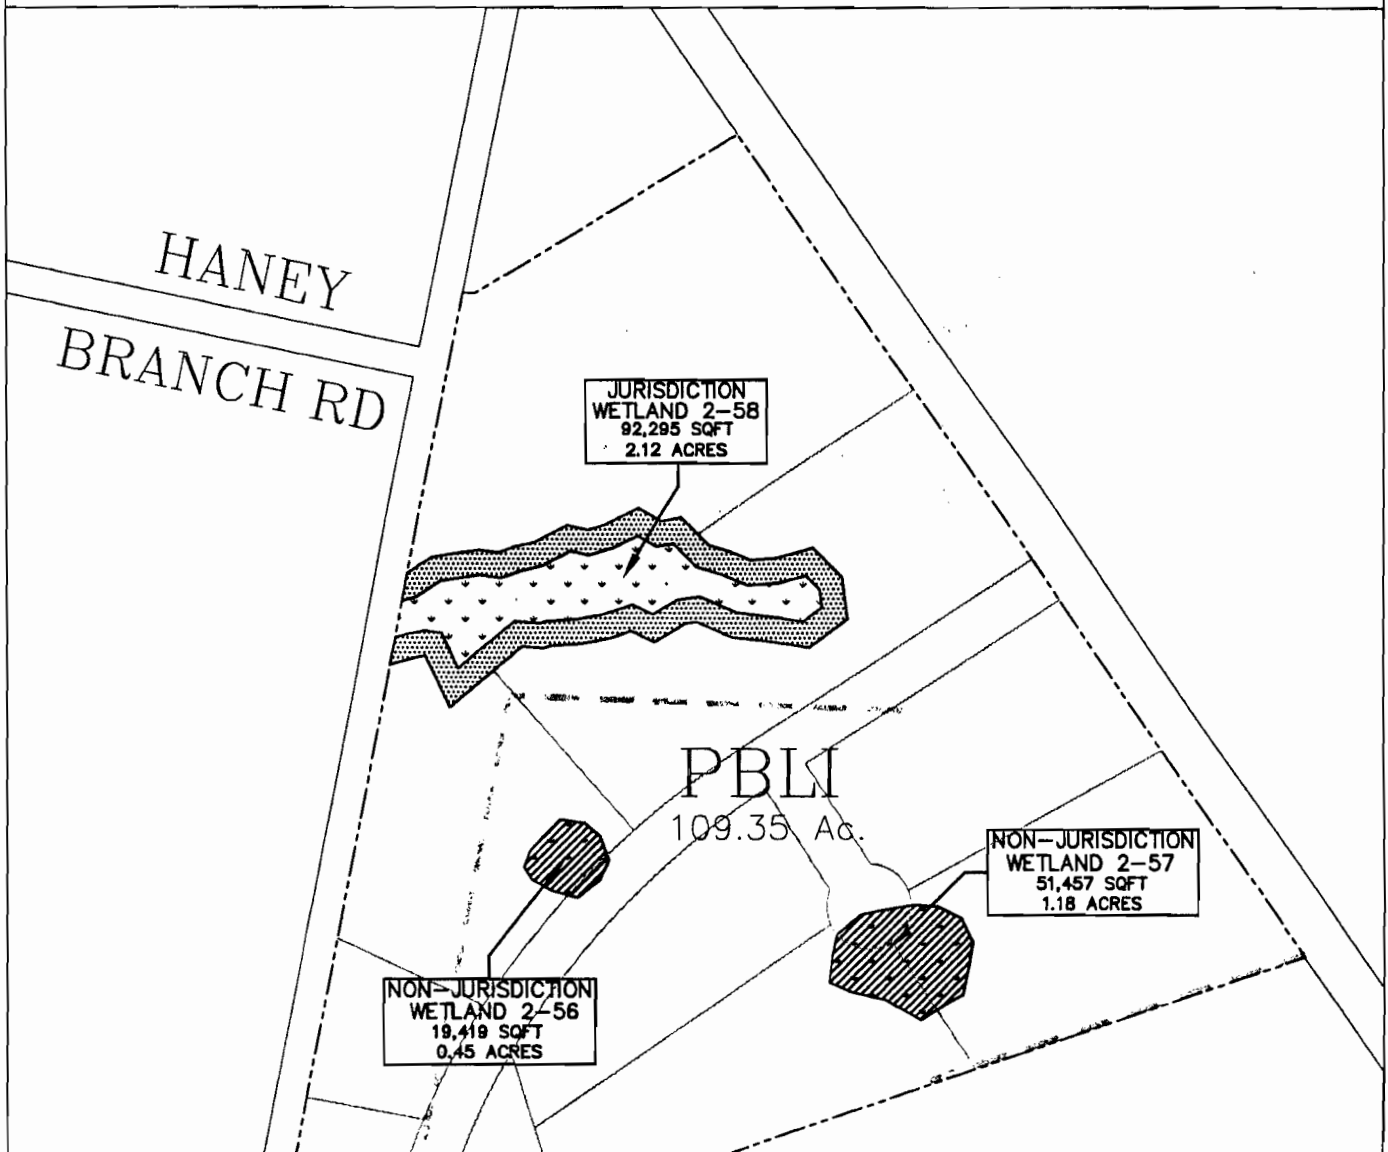 HANEY
BRANCH RD
JURISDICTION
WETLAND 2-58
92,295 SQFT
2.12 ACRES
PBLI
109.35 Ac.
NON-JURISDICTION
WETLAND 2-57
51,457 SQFT
1.18 ACRES
NON-JURISDICTION
WETLAND 2-56
19,419 SQFT
0.45 ACRES